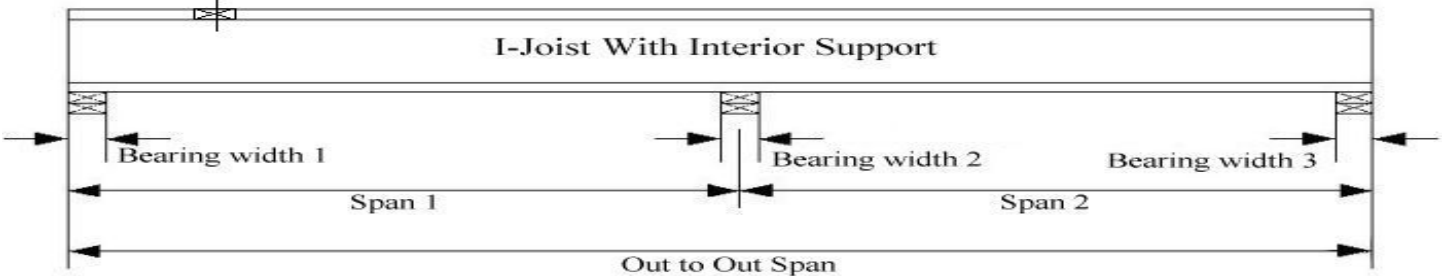 I-Joist With Interior Support
Bearing width 1
Bearing width 2
Bearing width 3
Span 1
Span 2
Out to Out Span